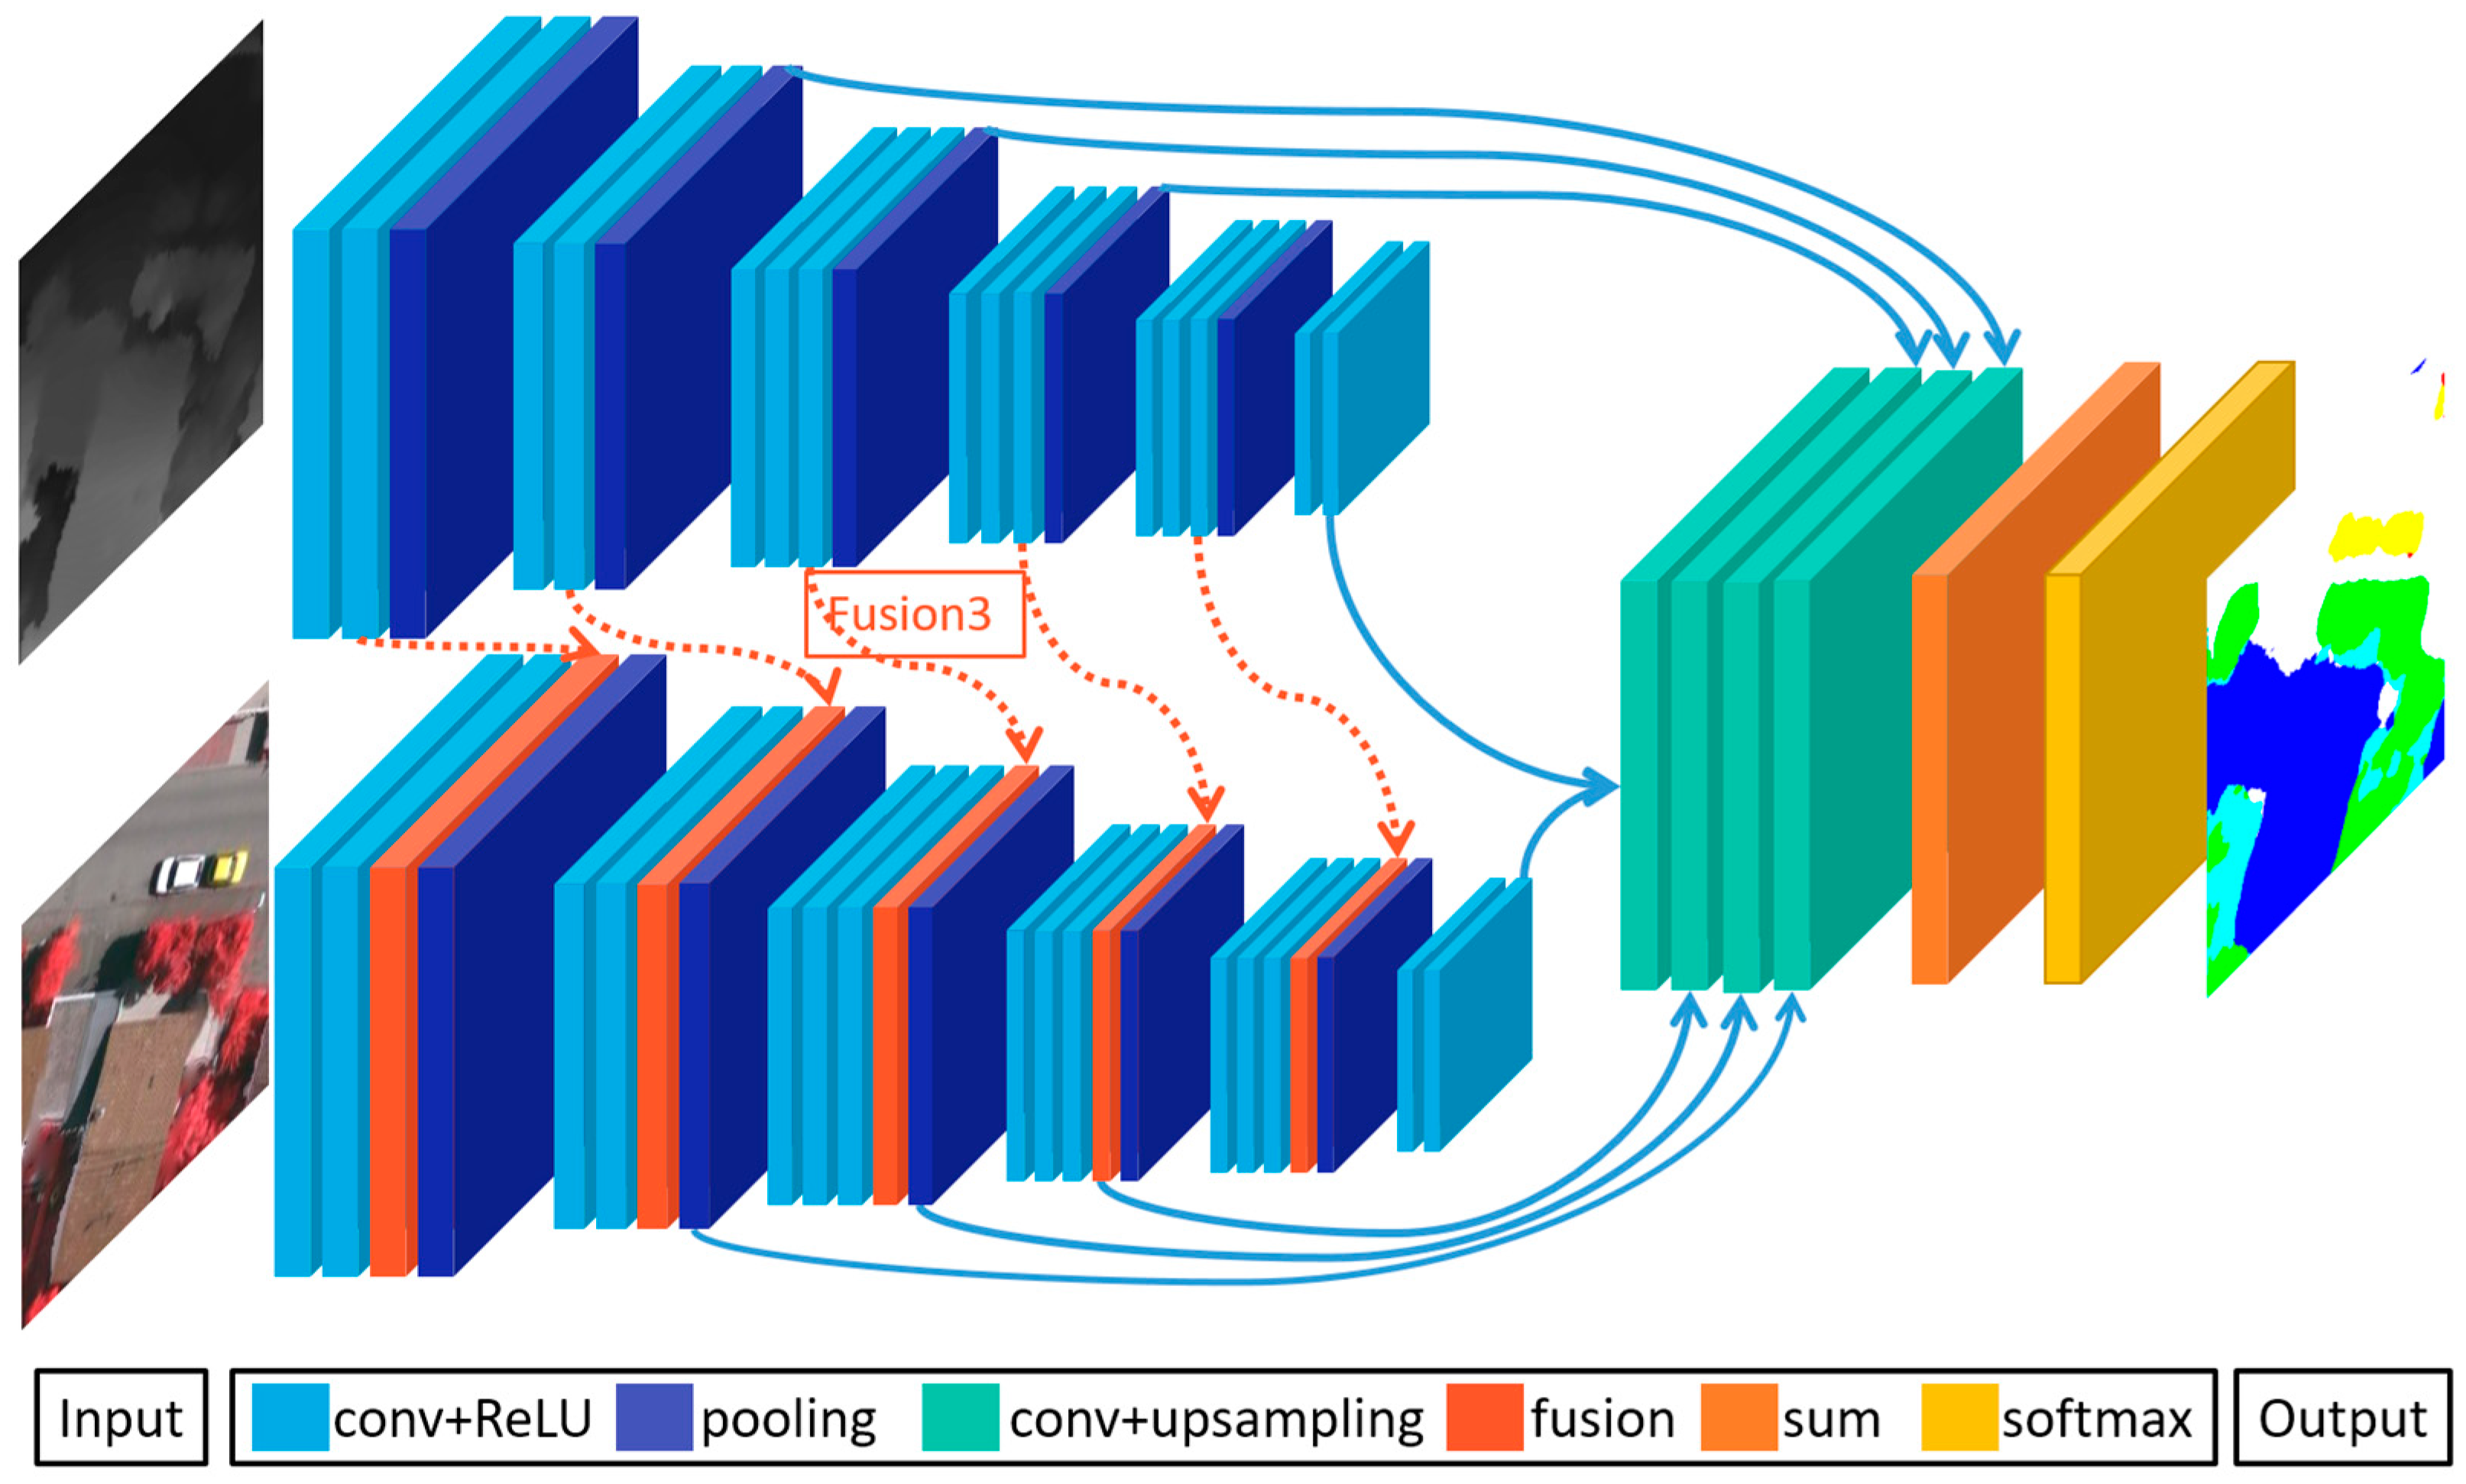 Fusion3
Input conv+ReLU pooling conv+upsampling fusion sum softmax Output